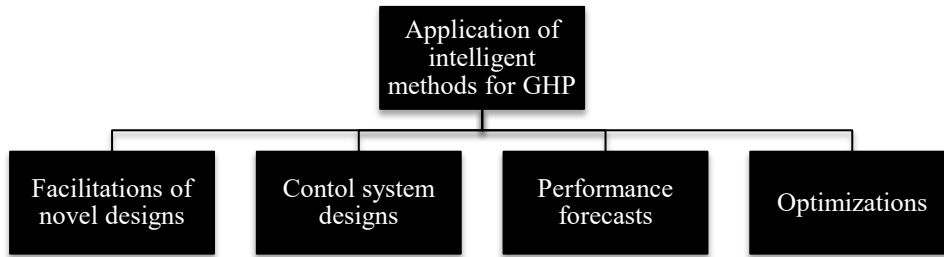 Application of
intelligent
methods for GHP
Facilitations of
novel designs
Contol system
designs
Performance
forecasts
Optimizations